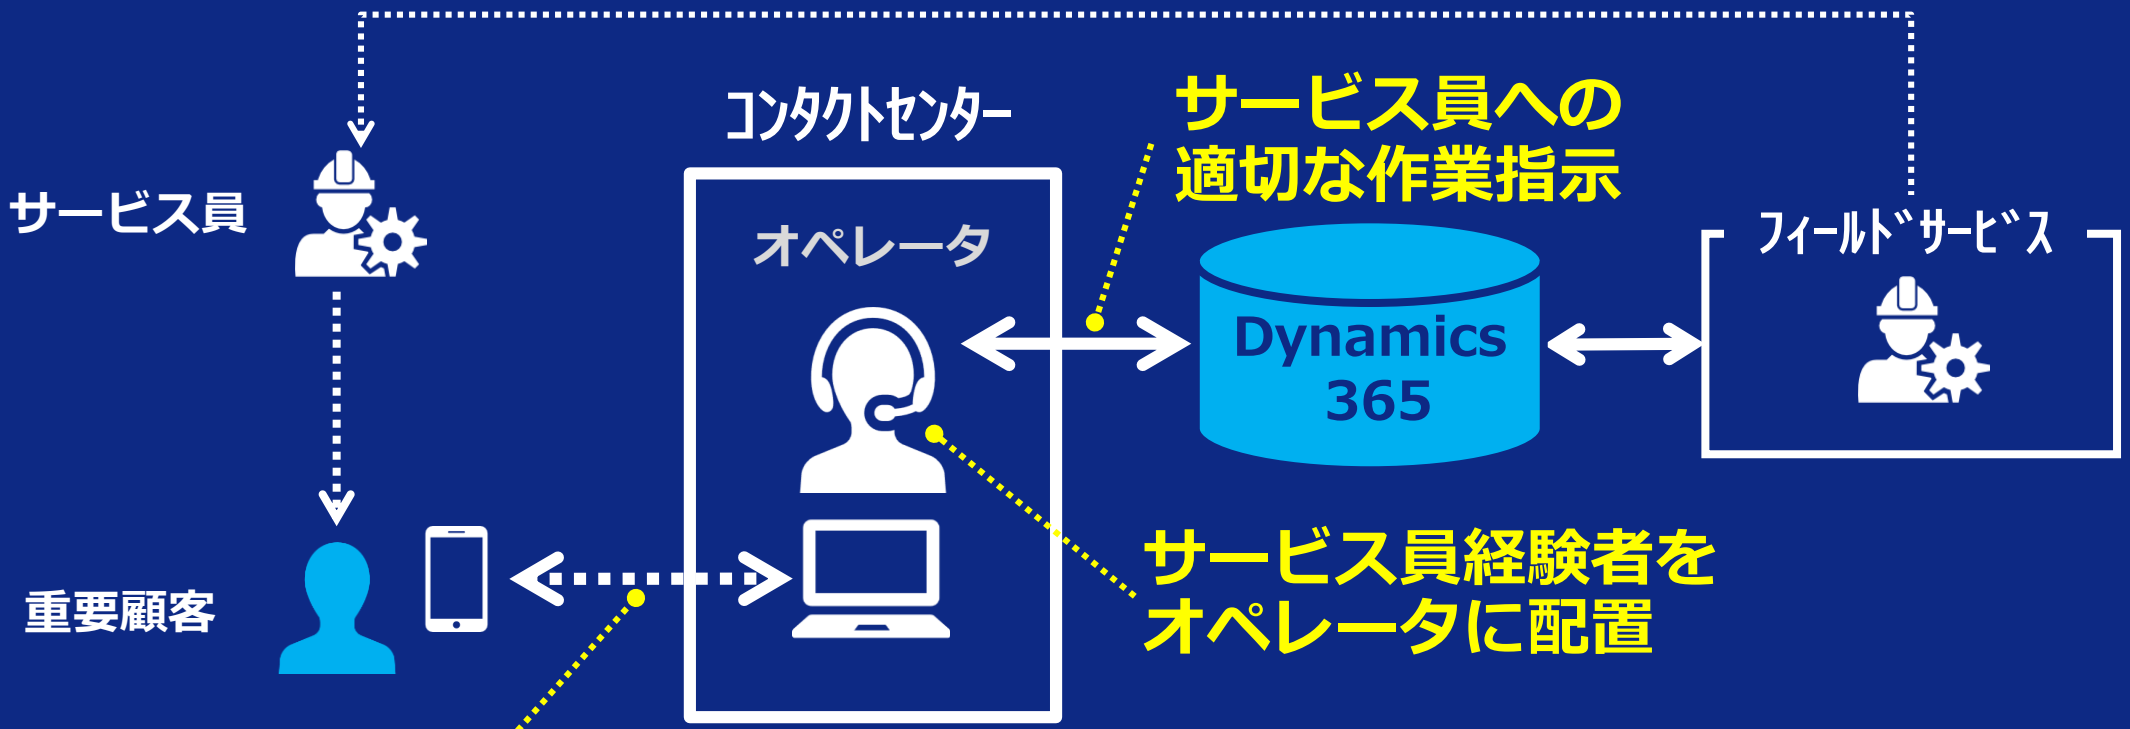 コンタクトセンター
サービス員への
適切な作業指示
サービス員
オペレータ
フィールドサービス
Dynamics
365
サービス員経験者を
オペレータに配置
重要顧客